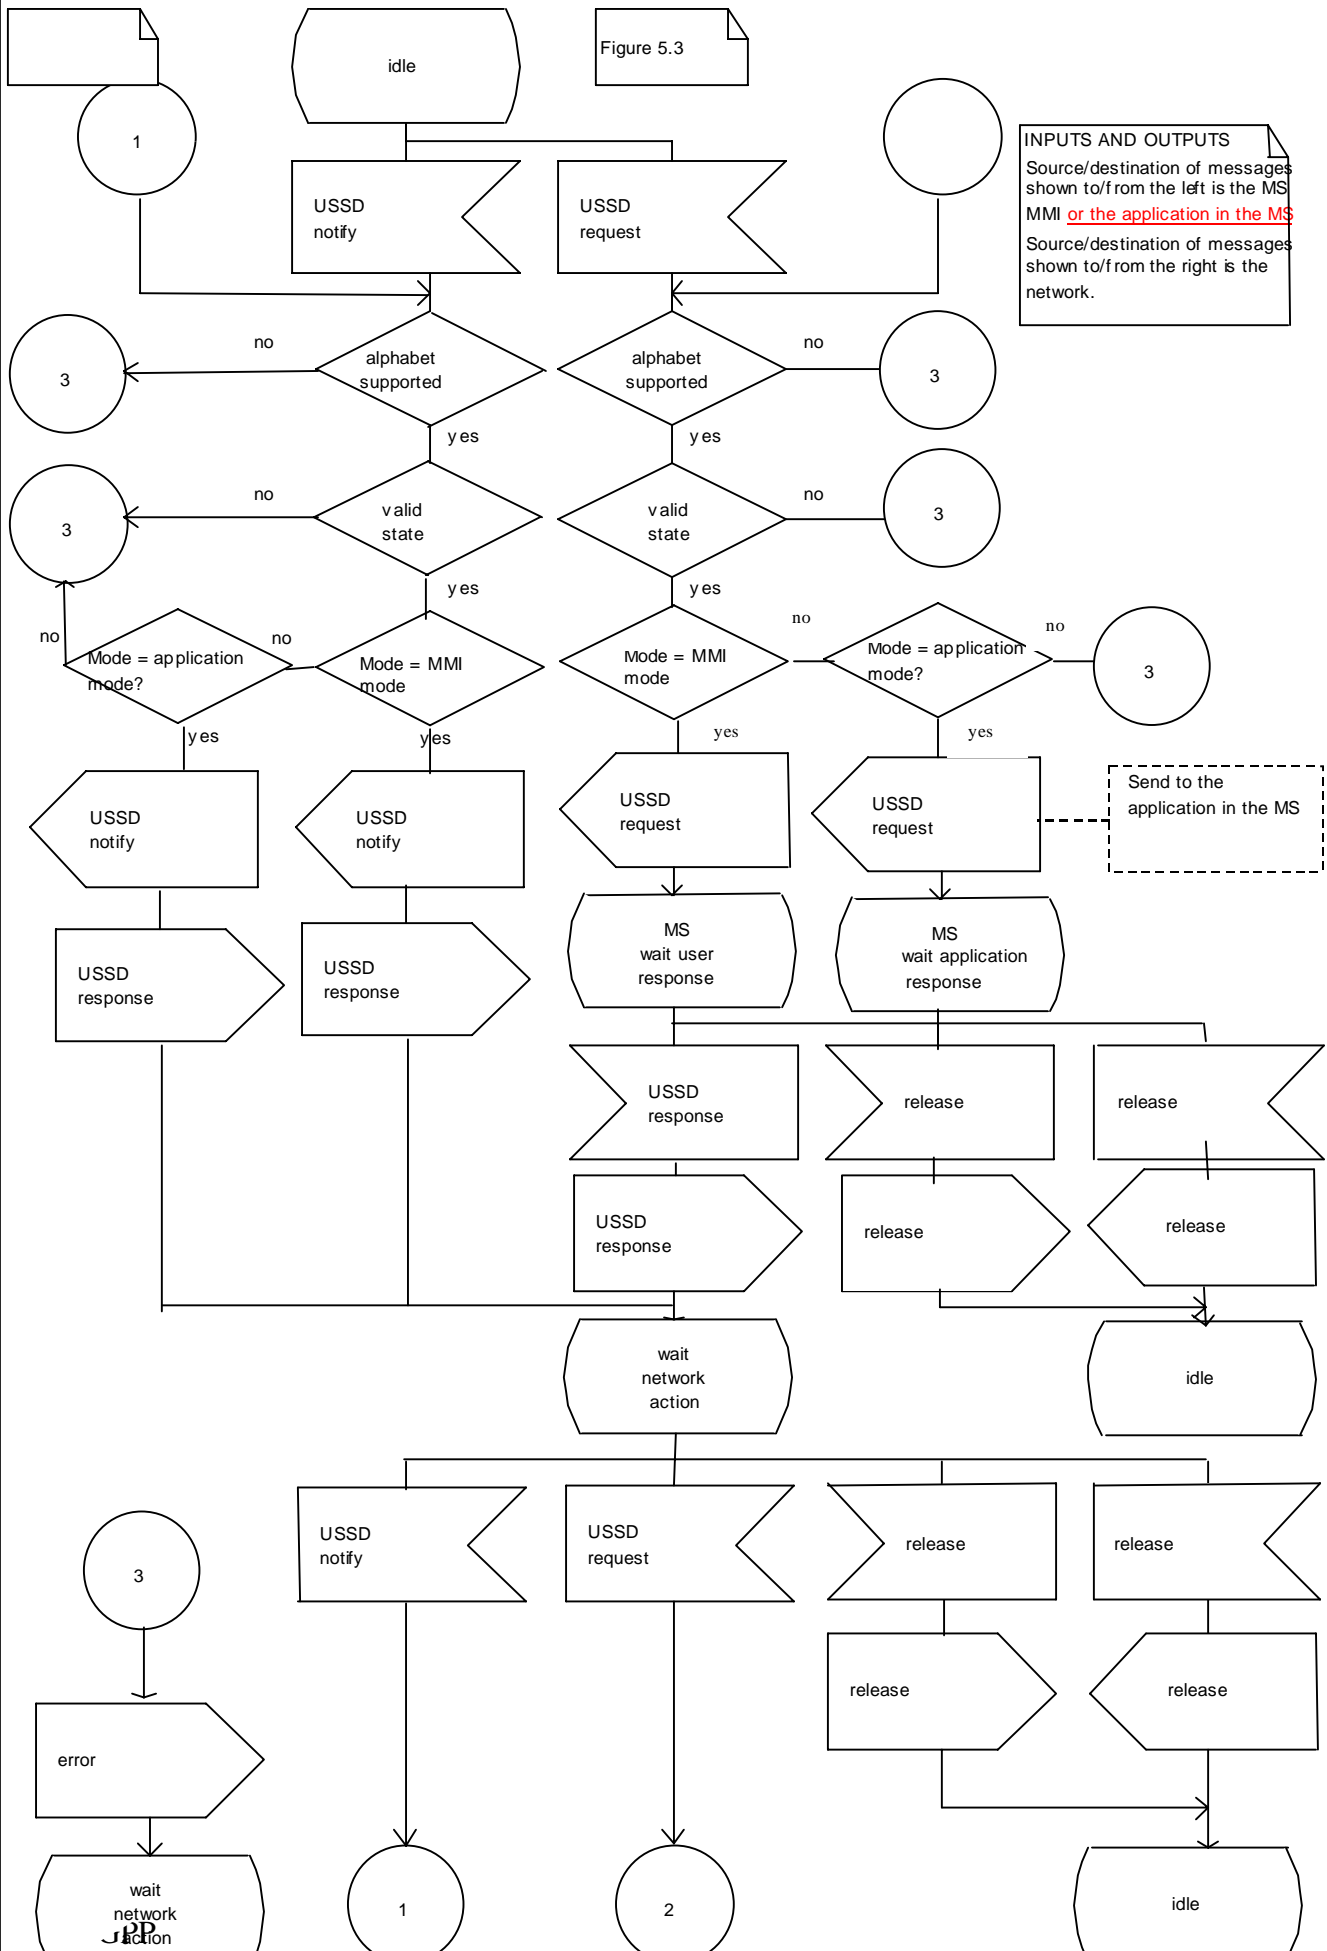 idle
Figure 5.3
1
INPUTS AND OUTPUTS
Source/destination of messages
shown to/from the left is the MS
MMI or the application in the MS
Source/destination of messages
shown to/from the right is the
network.
USSD
notify
USSD
request
no
alphabet
supported
alphabet
supported
no
3
3
yes
yes
no
valid
state
valid
state
no
3
3
yes
yes
no
Mode = application
mode?
no
Mode = MMI
mode
Mode = MMI
mode
no
Mode = application
mode?
no
3
yes
yes
yes
yes
USSD
notify
USSD
notify
USSD
request
USSD
request
Send to the
application in the MS
USSD
response
USSD
response
MS
wait user
response
MS
wait application
response
USSD
response
release
release
USSD
response
release
release
wait
network
action
idle
3
USSD
notify
USSD
request
release
release
error
release
release
wait
network
action
1
2
idle